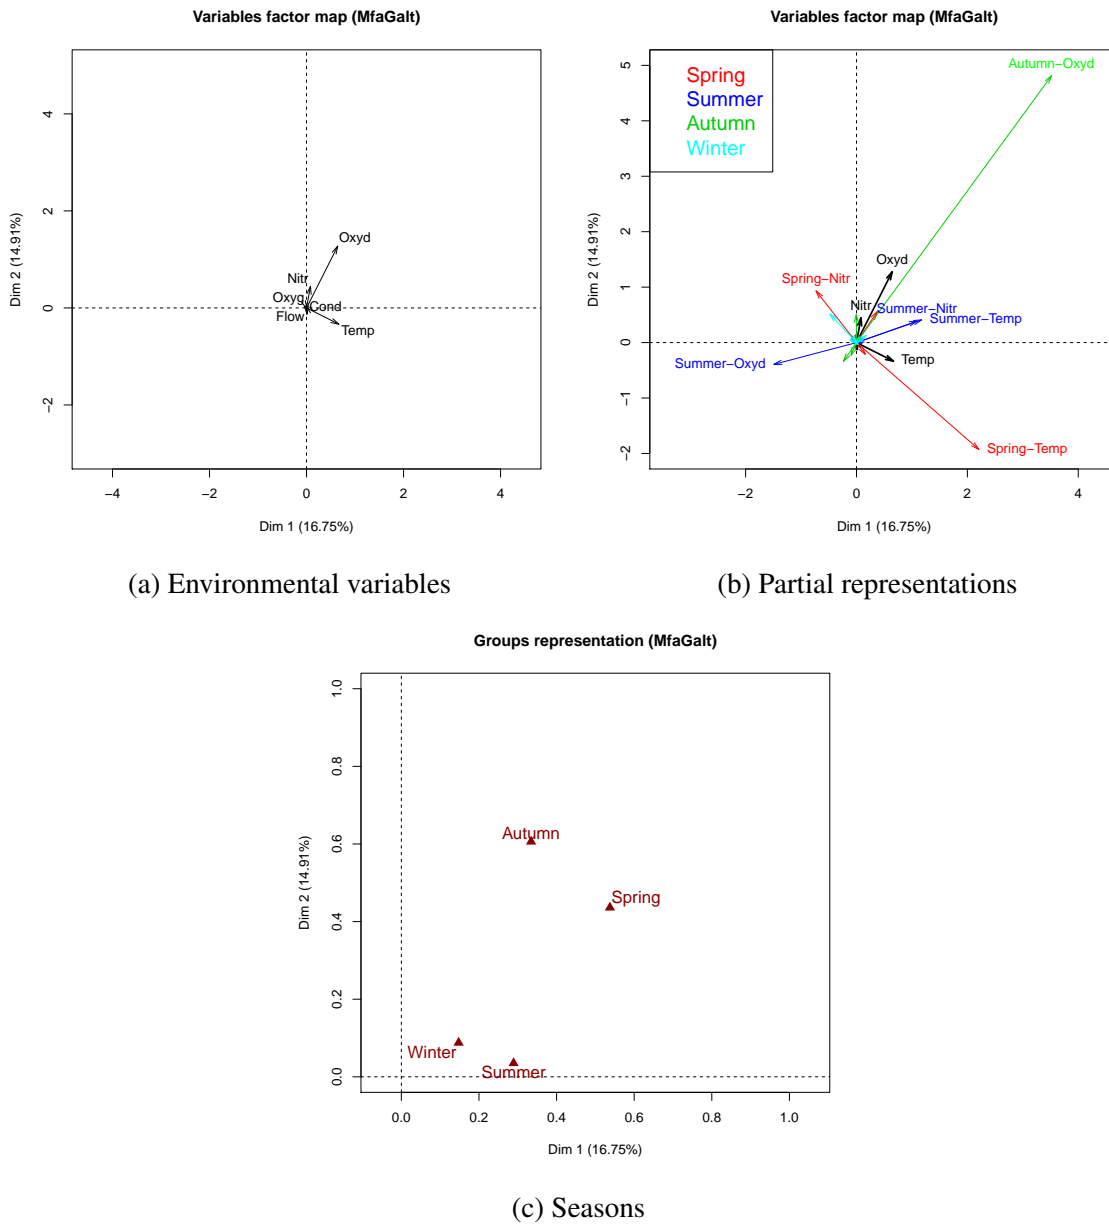 Variables factor map (MfaGalt)
4
2
0
−2
Dim 2 (14.91%)
Oxyd
Nitr
Oxyg
Cond
Flow
Temp
−4 −2 0 2 4
Dim 1 (16.75%)
(a) Environmental variables
Variables factor map (MfaGalt)
Spring
Summer
Autumn
Winter
5
4
3
2
1
0
−1
−2
Dim 2 (14.91%)
Autumn−Oxyd
Oxyd
Spring−Nitr
Nitr
Summer−Nitr
Summer−Temp
Summer−Oxyd
Temp
Spring−Temp
−2 0 2 4
Dim 1 (16.75%)
(b) Partial representations
Groups representation (MfaGalt)
1.0
0.8
0.6
0.4
0.2
0.0
Dim 2 (14.91%)
Autumn
Spring
Winter
Summer
0.0 0.2 0.4 0.6 0.8 1.0
Dim 1 (16.75%)
(c) Seasons